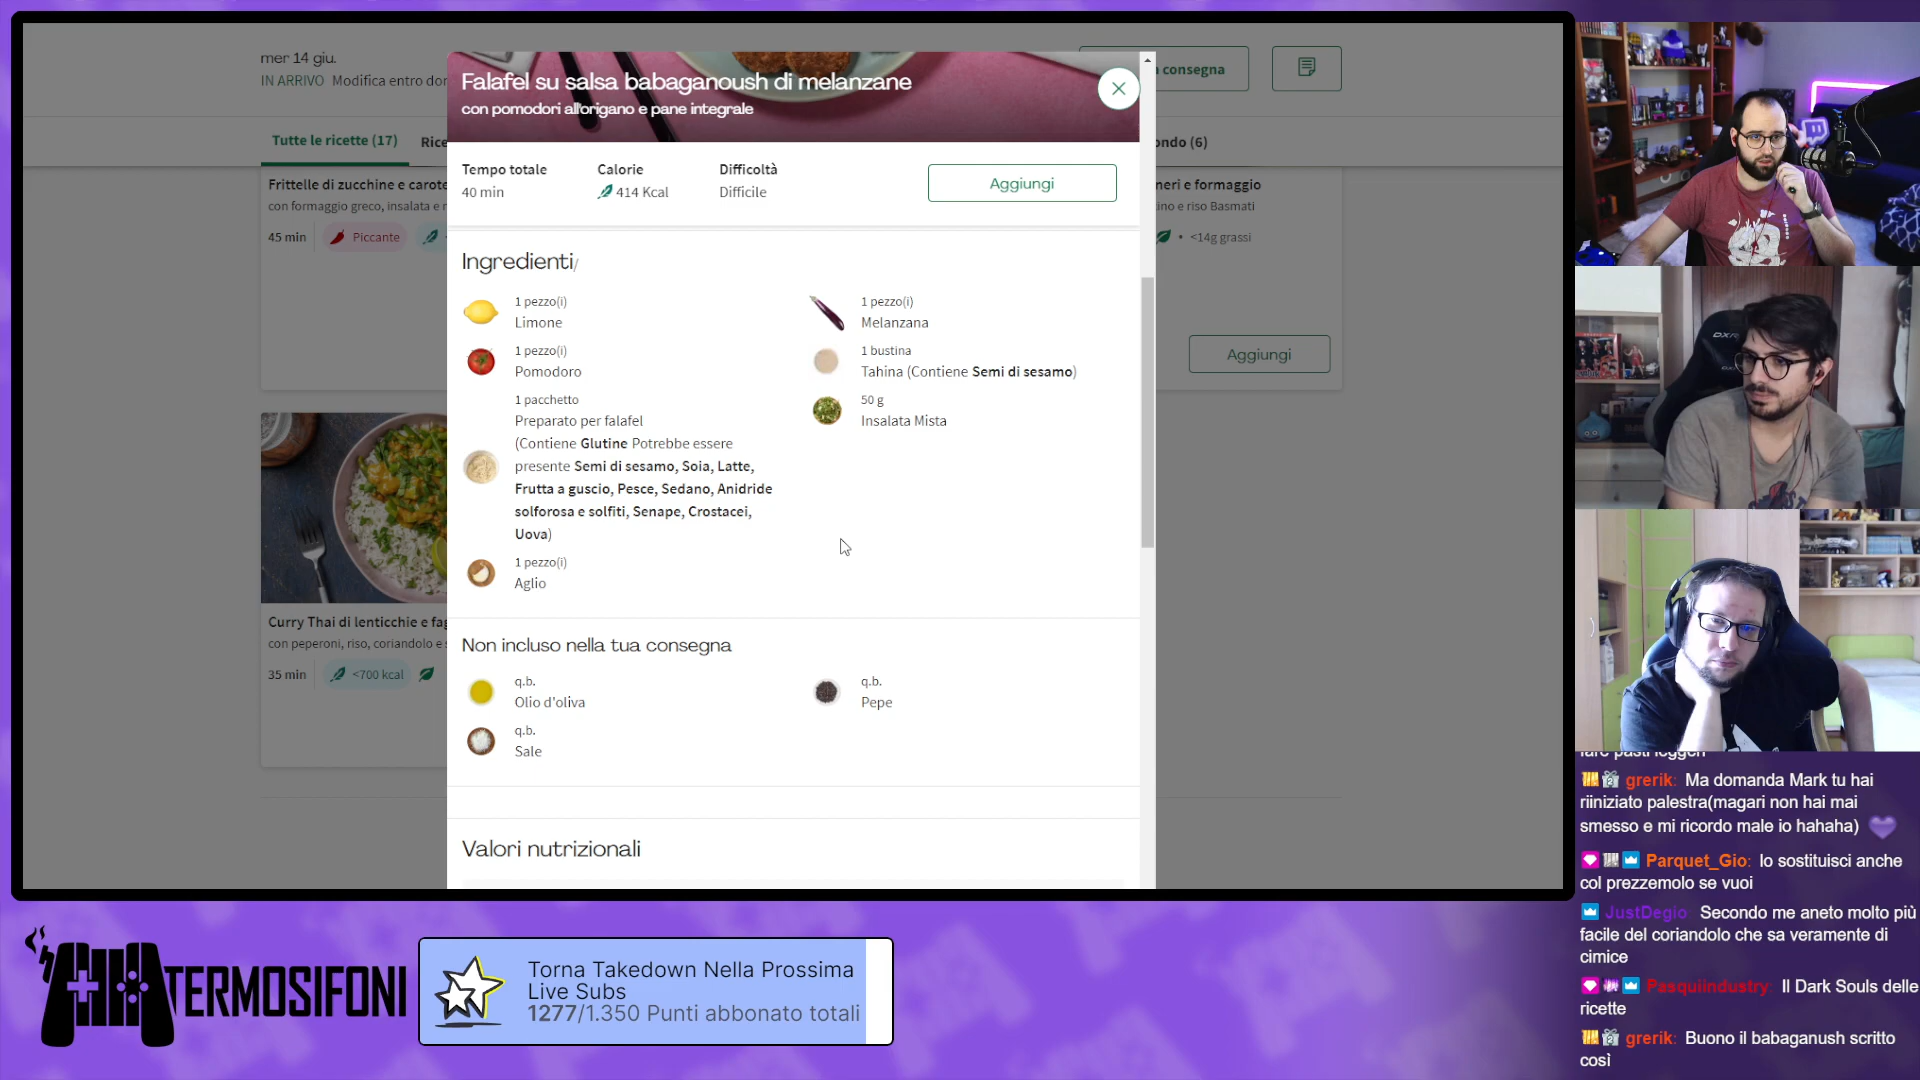 mer 14 giu.
IN ARRIVO Modifica entro
consegna
Tutte le ricette (17)
ondo (6)
Frittelle di zucchine e carote
con formaggio greco, insalata e
45 min
Piccante
neri e formaggio
ino e riso Basmati
• <14g grassi
Aggiungi
Curry Thai di lenticchie e
con peperoni, riso, coriandolo e
35 min
<700 kcal
Falafel su salsa babaganoush di melanzane
con pomodori all'origano e pane integrale
Tempo totale
40 min
Calorie
414 Kcal
Difficoltà
Difficile
Aggiungi
Ingredienti/
1 pezzo(i)
Limone
1 pezzo(i)
Pomodoro
1 pacchetto
Preparato per falafel
(Contiene Glutine Potrebbe essere
presente Semi di sesamo, Soia, Latte,
Frutta a guscio, Pesce, Sedano, Anidride
solforosa e solfiti, Senape, Crostacei,
Uova)
1 pezzo(i)
Aglio
1 pezzo(i)
Melanzana
1 bustina
Tahina (Contiene Semi di sesamo)
50 g
Insalata Mista
Non incluso nella tua consegna
q.b.
Olio d'oliva
q.b.
Pepe
q.b.
Sale
Valori nutrizionali
grerik: Ma domanda Mark tu hai
riiniziato palestra(magari non hai mai
smesso e mi ricordo male io hahaha)
Parquet_Gio: lo sostituisci anche
col prezzemolo se vuoi
JustDegio: Secondo me aneto molto più
facile del coriandolo che sa veramente di
cimice
Pasquiindustry: Il Dark Souls delle
ricette
grerik: Buono il babaganush scritto
così
TERMOSIFONI
Torna Takedown Nella Prossima
Live Subs
1277/1.350 Punti abbonato totali